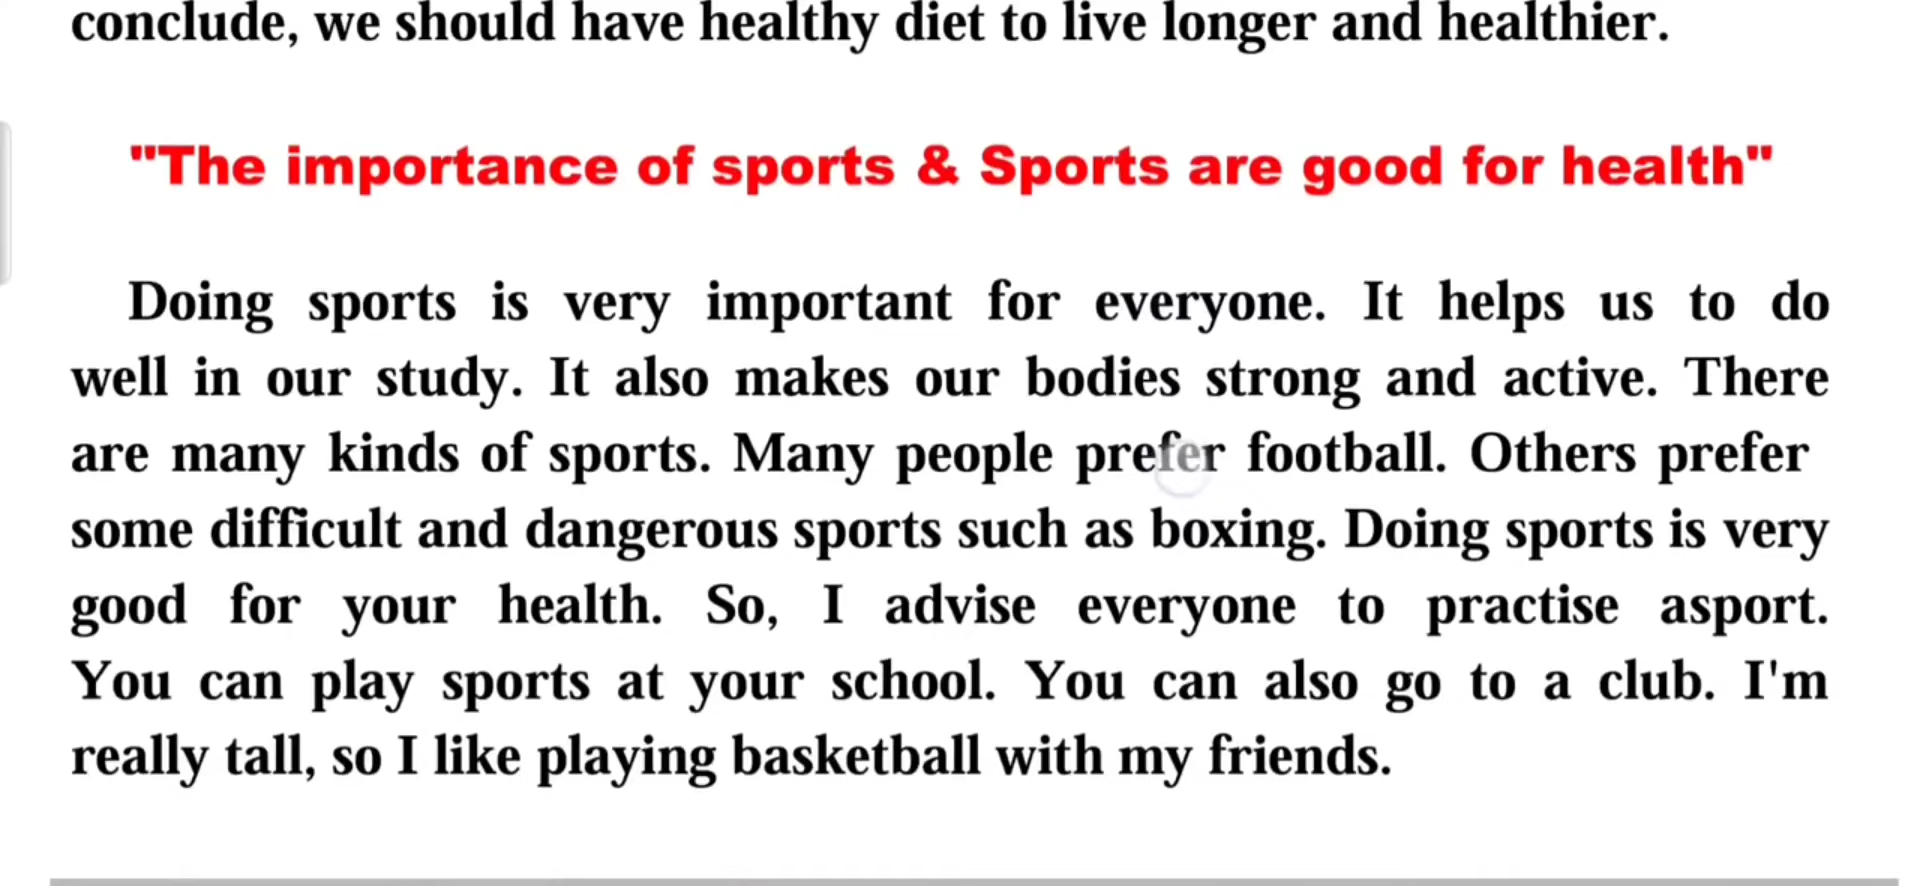 conclude, we should have healthy diet to live longer and healthier.
"The importance of sports & Sports are good for health"
Doing sports is very important for everyone. It helps us to do
well in our study. It also makes our bodies strong and active. There
are many kinds of sports. Many people prefer football. Others prefer
some difficult and dangerous sports such as boxing. Doing sports is very
good for your health. So, I advise everyone to practise asport.
You can play sports at your school. You can also go to a club. I'm
really tall, so I like playing basketball with my friends.